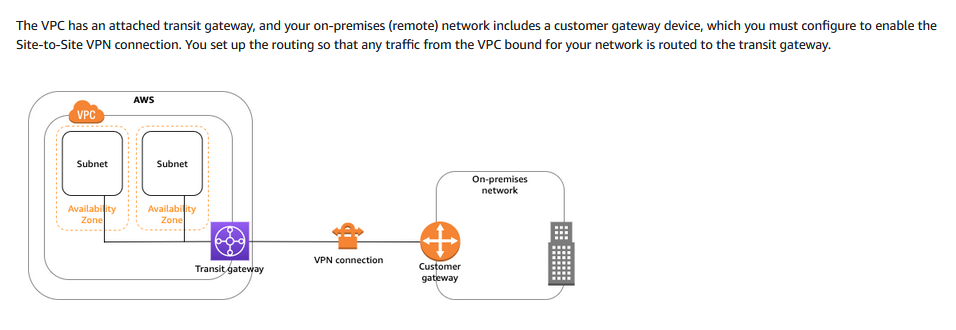 The VPC has an attached transit gateway, and your on-premises (remote) network includes a customer gateway device, which you must configure to enable the
Site-to-Site VPN connection. You set up the routing so that any traffic from the VPC bound for your network is routed to the transit gateway.
AWS
VPC
Subnet
Subnet
Availability
Zone
Availability
Zone
Transit gateway
VPN connection
Customer
gateway
On-premises
network